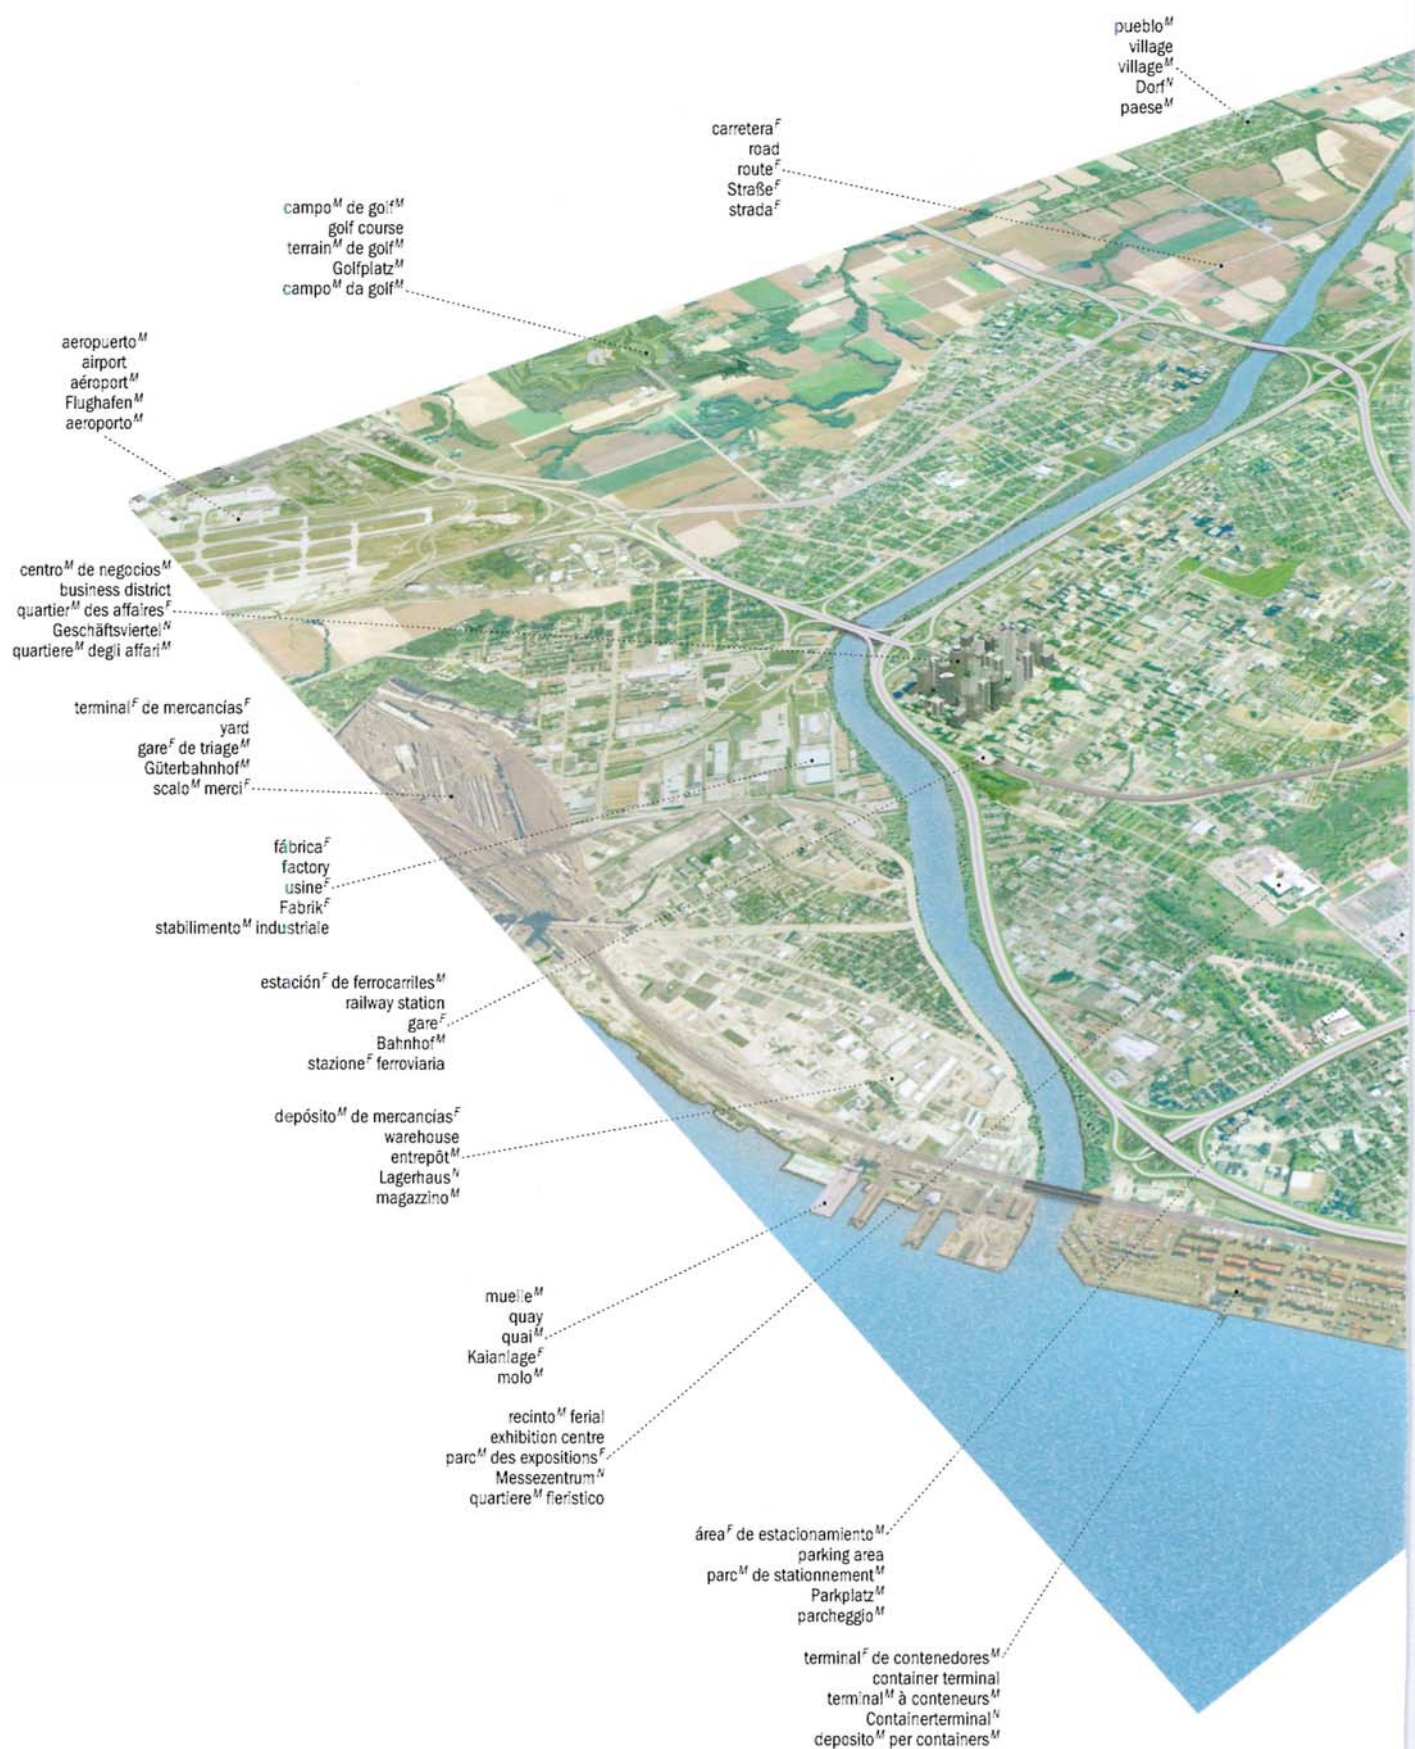 pueblo^M
village
village^M
Dorf^N
paese^M
carretera^F
road
route^F
Straße^F
strada^F
campo^M de golf^M
golf course
terrain^M de golf^M
Golfplatz^M
campo^M da golf^M
aeropuerto^M
airport
aéroport^M
Flughafen^M
aeroporto^M
centro^M de negocios^M
business district
quartier^M des affaires^F
Geschäftsviertel^N
quartiere^M degli affari^M
terminal^F de mercancías^F
yard
gare^F de triage^M
Güterbahnhof^M
scalo^M merci^F
fábrica^F
factory
usine^F
Fabrik^F
stabilimento^M industriale
estación^F de ferrocarriles^M
railway station
gare^F
Bahnhof^M
stazione^F ferroviaria
depósito^M de mercancías^F
warehouse
entrepôt^M
Lagerhaus^N
magazzino^M
muelle^M
quay
quai^M
Kaianlage^F
molo^M
recinto^M ferial
exhibition centre
parc^M des expositions^F
Messezentrum^N
quartiere^M fieristico
área^F de estacionamiento^M
parking area
parc^M de stationnement^M
Parkplatz^M
parcheggio^M
terminal^F de contenedores^M
container terminal
terminal^M à conteneurs^M
Containerterminal^N
deposito^M per containers^M